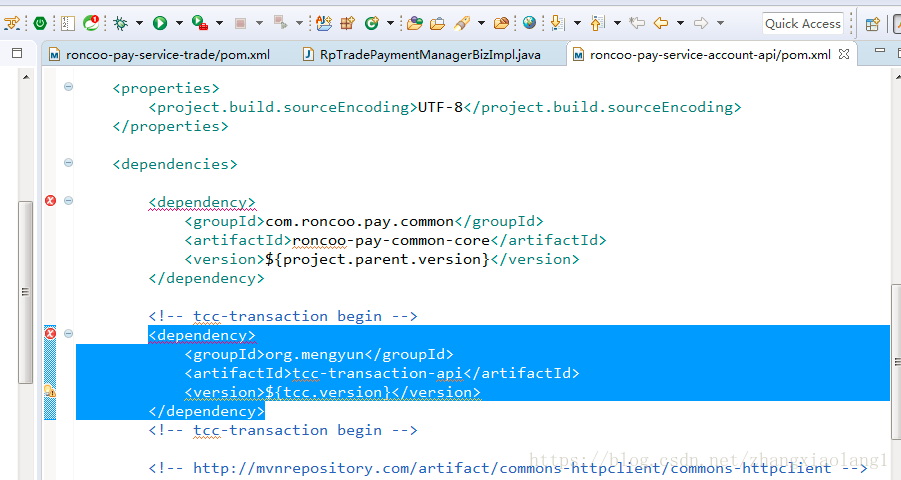 Quick Access
roncoo-pay-service-trade/pom.xml
RpTradePaymentManagerBizImpl.java
roncoo-pay-service-account-api/pom.xml
<properties>
<project.build.sourceEncoding>UTF-8</project.build.sourceEncoding>
</properties>
<dependencies>
<dependency>
<groupId>com.roncoo.pay.common</groupId>
<artifactId>roncoo-pay-common-core</artifactId>
<version>${project.parent.version}</version>
</dependency>
<!-- tcc-transaction begin -->
<dependency>
<groupId>org.mengyun</groupId>
<artifactId>tcc-transaction-api</artifactId>
<version>${tcc.version}</version>
</dependency>
<!-- tcc-transaction begin -->
<!-- http://mvnrepository.com/artifact/commons-httpclient/commons-httpclient -->
https://blog.csdn.net/zhangxiaolang1